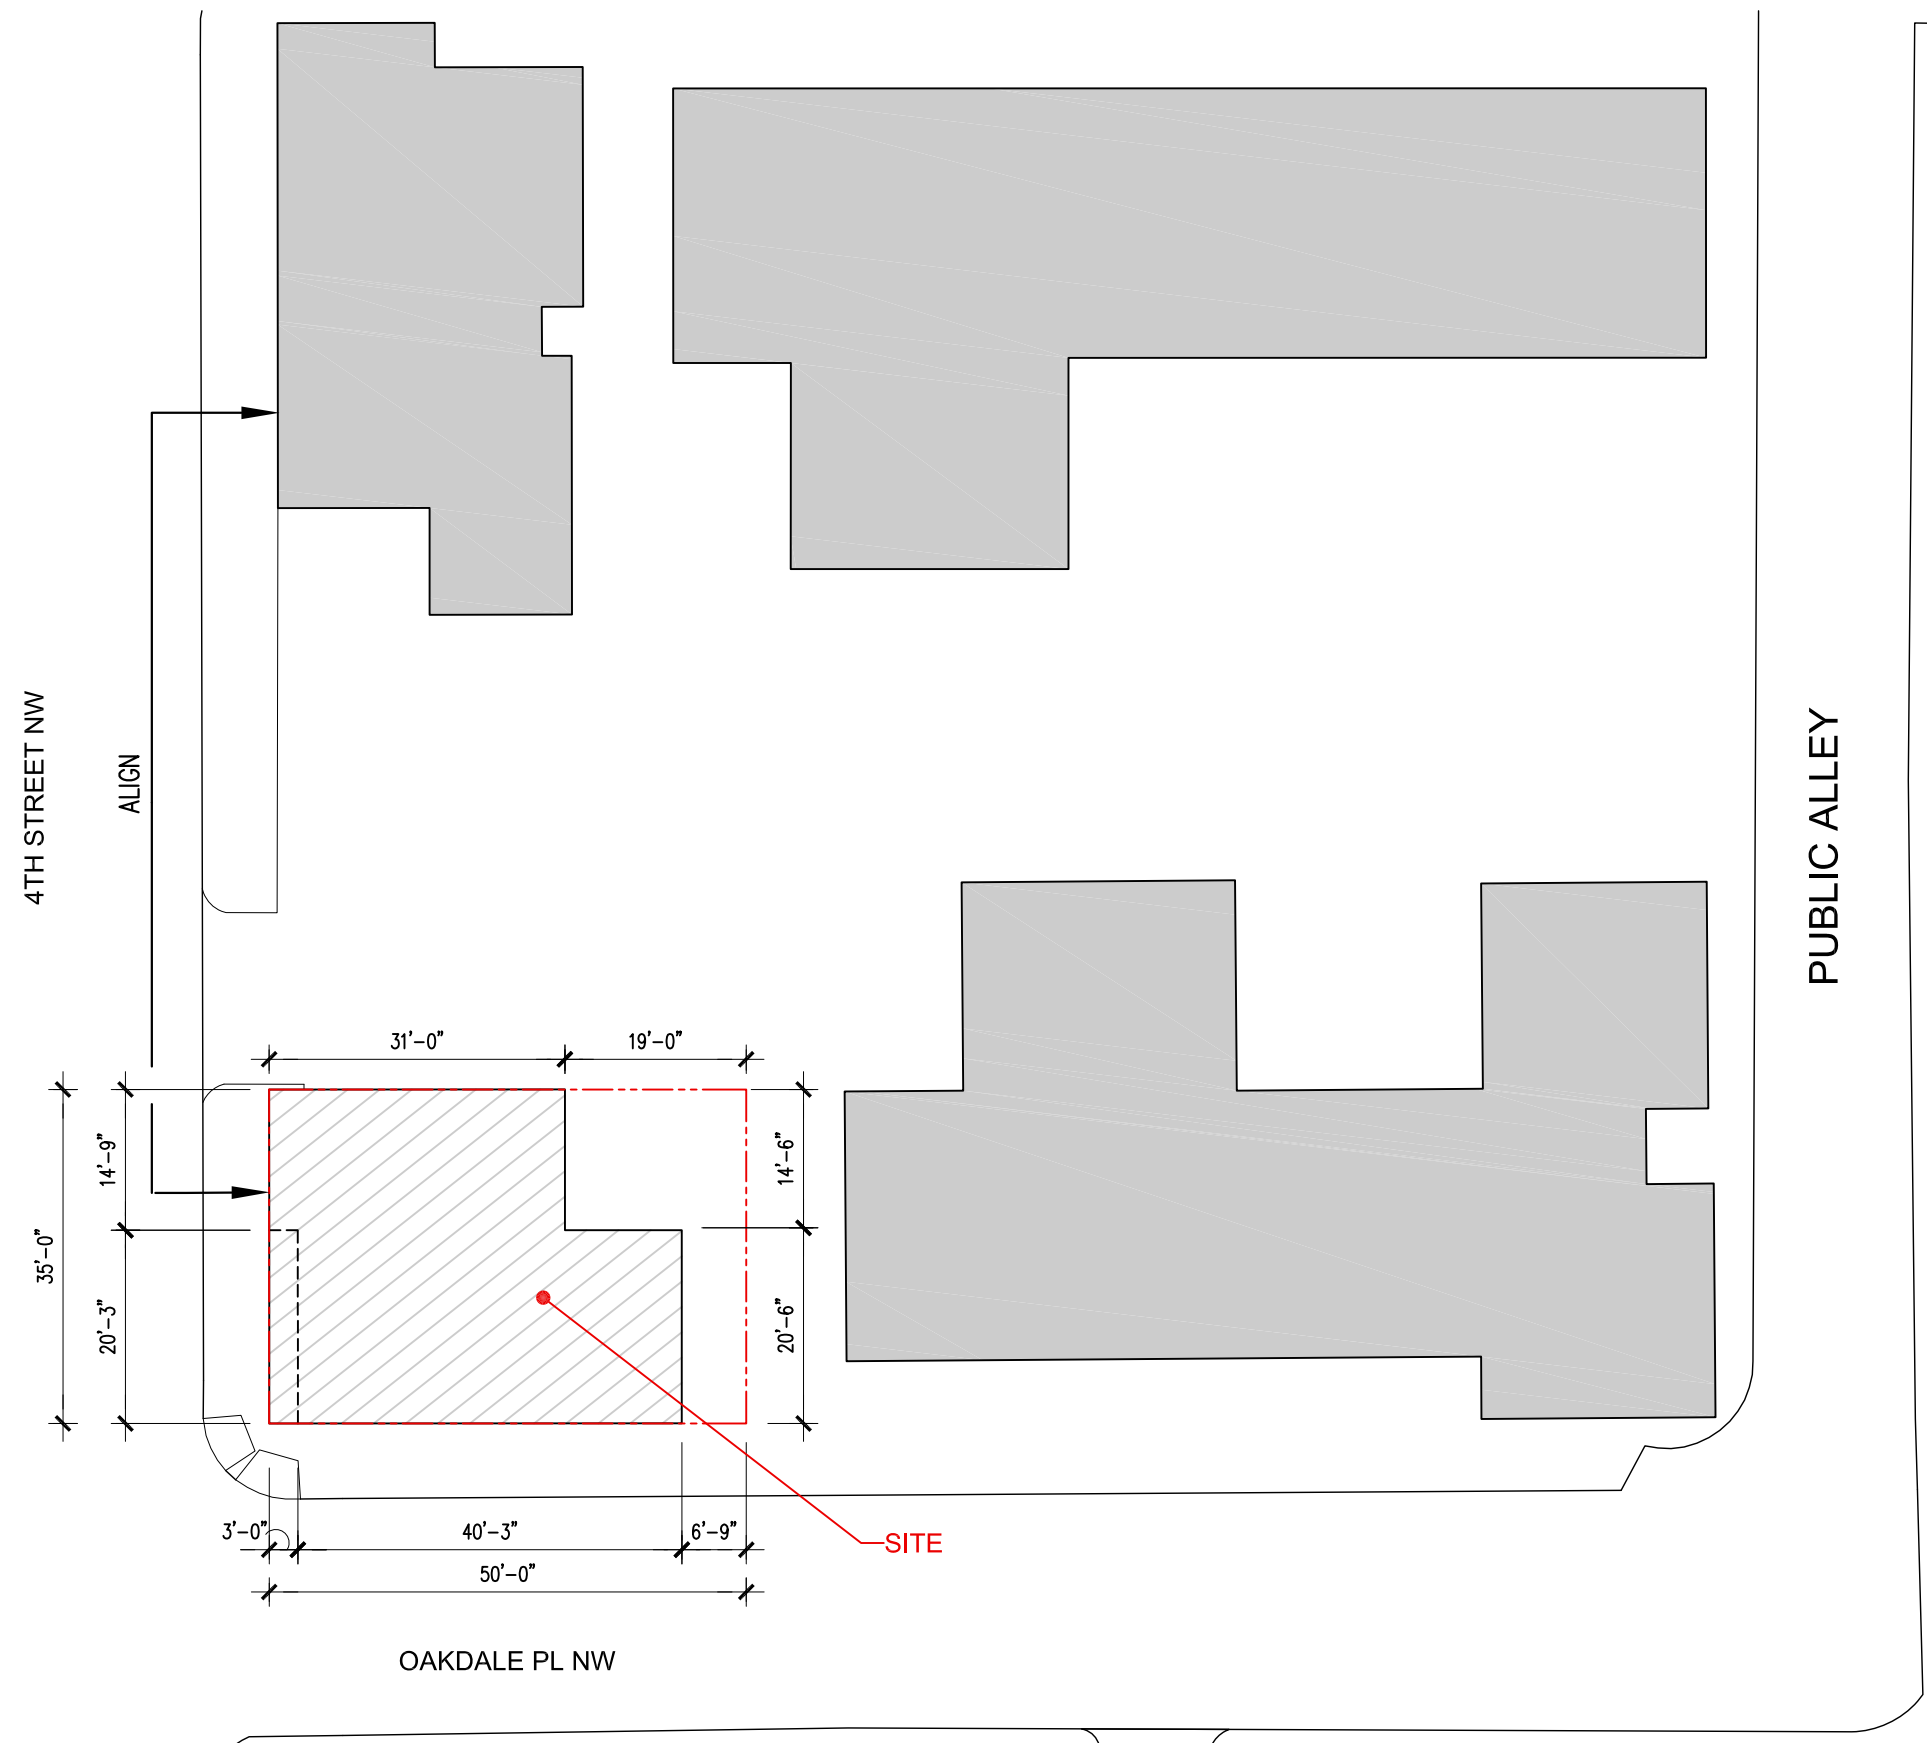 4TH STREET NW
ALIGN
PUBLIC ALLEY
31'-0"
19'-0"
14'-9"
14'-6"
35'-0"
20'-3"
20'-6"
3'-0"
40'-3"
6'-9"
SITE
50'-0"
OAKDALE PL NW